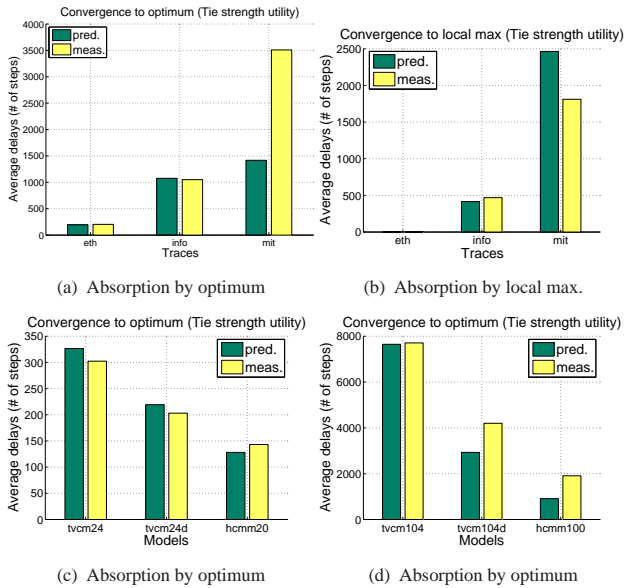 Convergence to optimum (Tie strength utility)
4000
3500
3000
2500
2000
1500
1000
500
0
Average delays (# of steps)
pred.
meas.
eth info mit
Traces
(a) Absorption by optimum
Convergence to local max (Tie strength utility)
2500
2000
1500
1000
500
0
Average delays (# of steps)
pred.
meas.
eth info mit
Traces
(b) Absorption by local max.
Convergence to optimum (Tie strength utility)
350
300
250
200
150
100
50
0
Average delays (# of steps)
pred.
meas.
tvcm24 tvcm24d hcmm20
Models
(c) Absorption by optimum
Convergence to optimum (Tie strength utility)
8000
6000
4000
2000
0
Average delays (# of steps)
pred.
meas.
tvcm104 tvcm104d hcmm100
Models
(d) Absorption by optimum